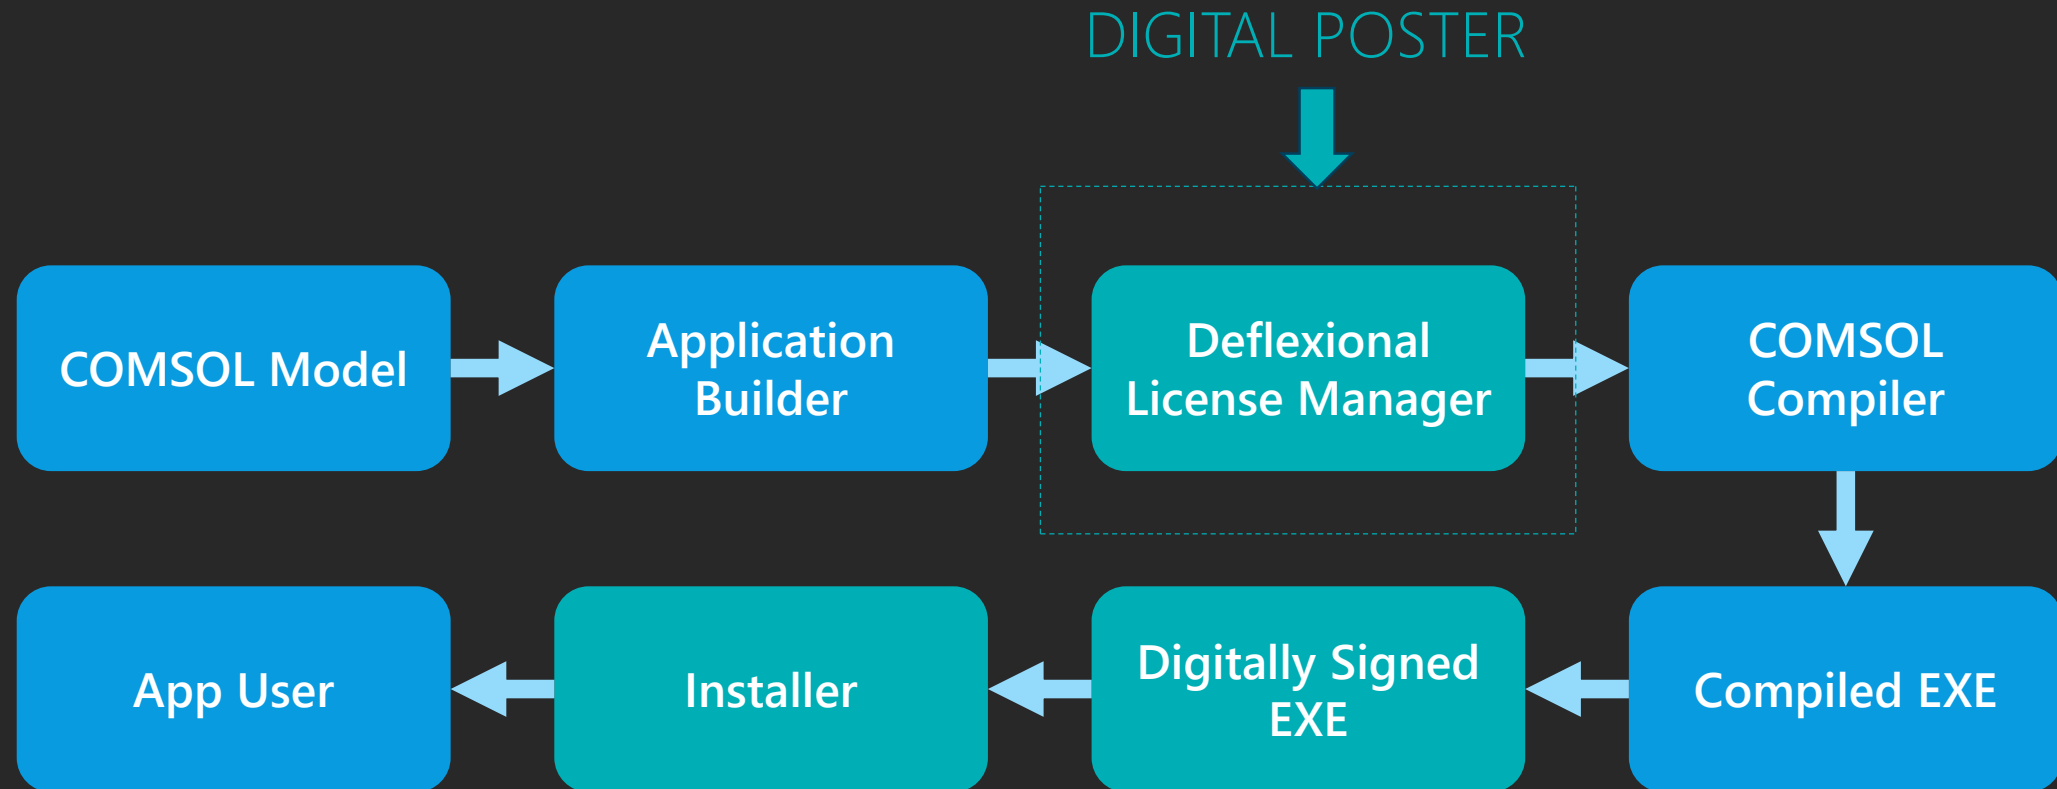 DIGITAL POSTER
COMSOL Model
Application
Builder
Deflexional
License Manager
COMSOL
Compiler
App User
Installer
Digitally Signed
EXE
Compiled EXE